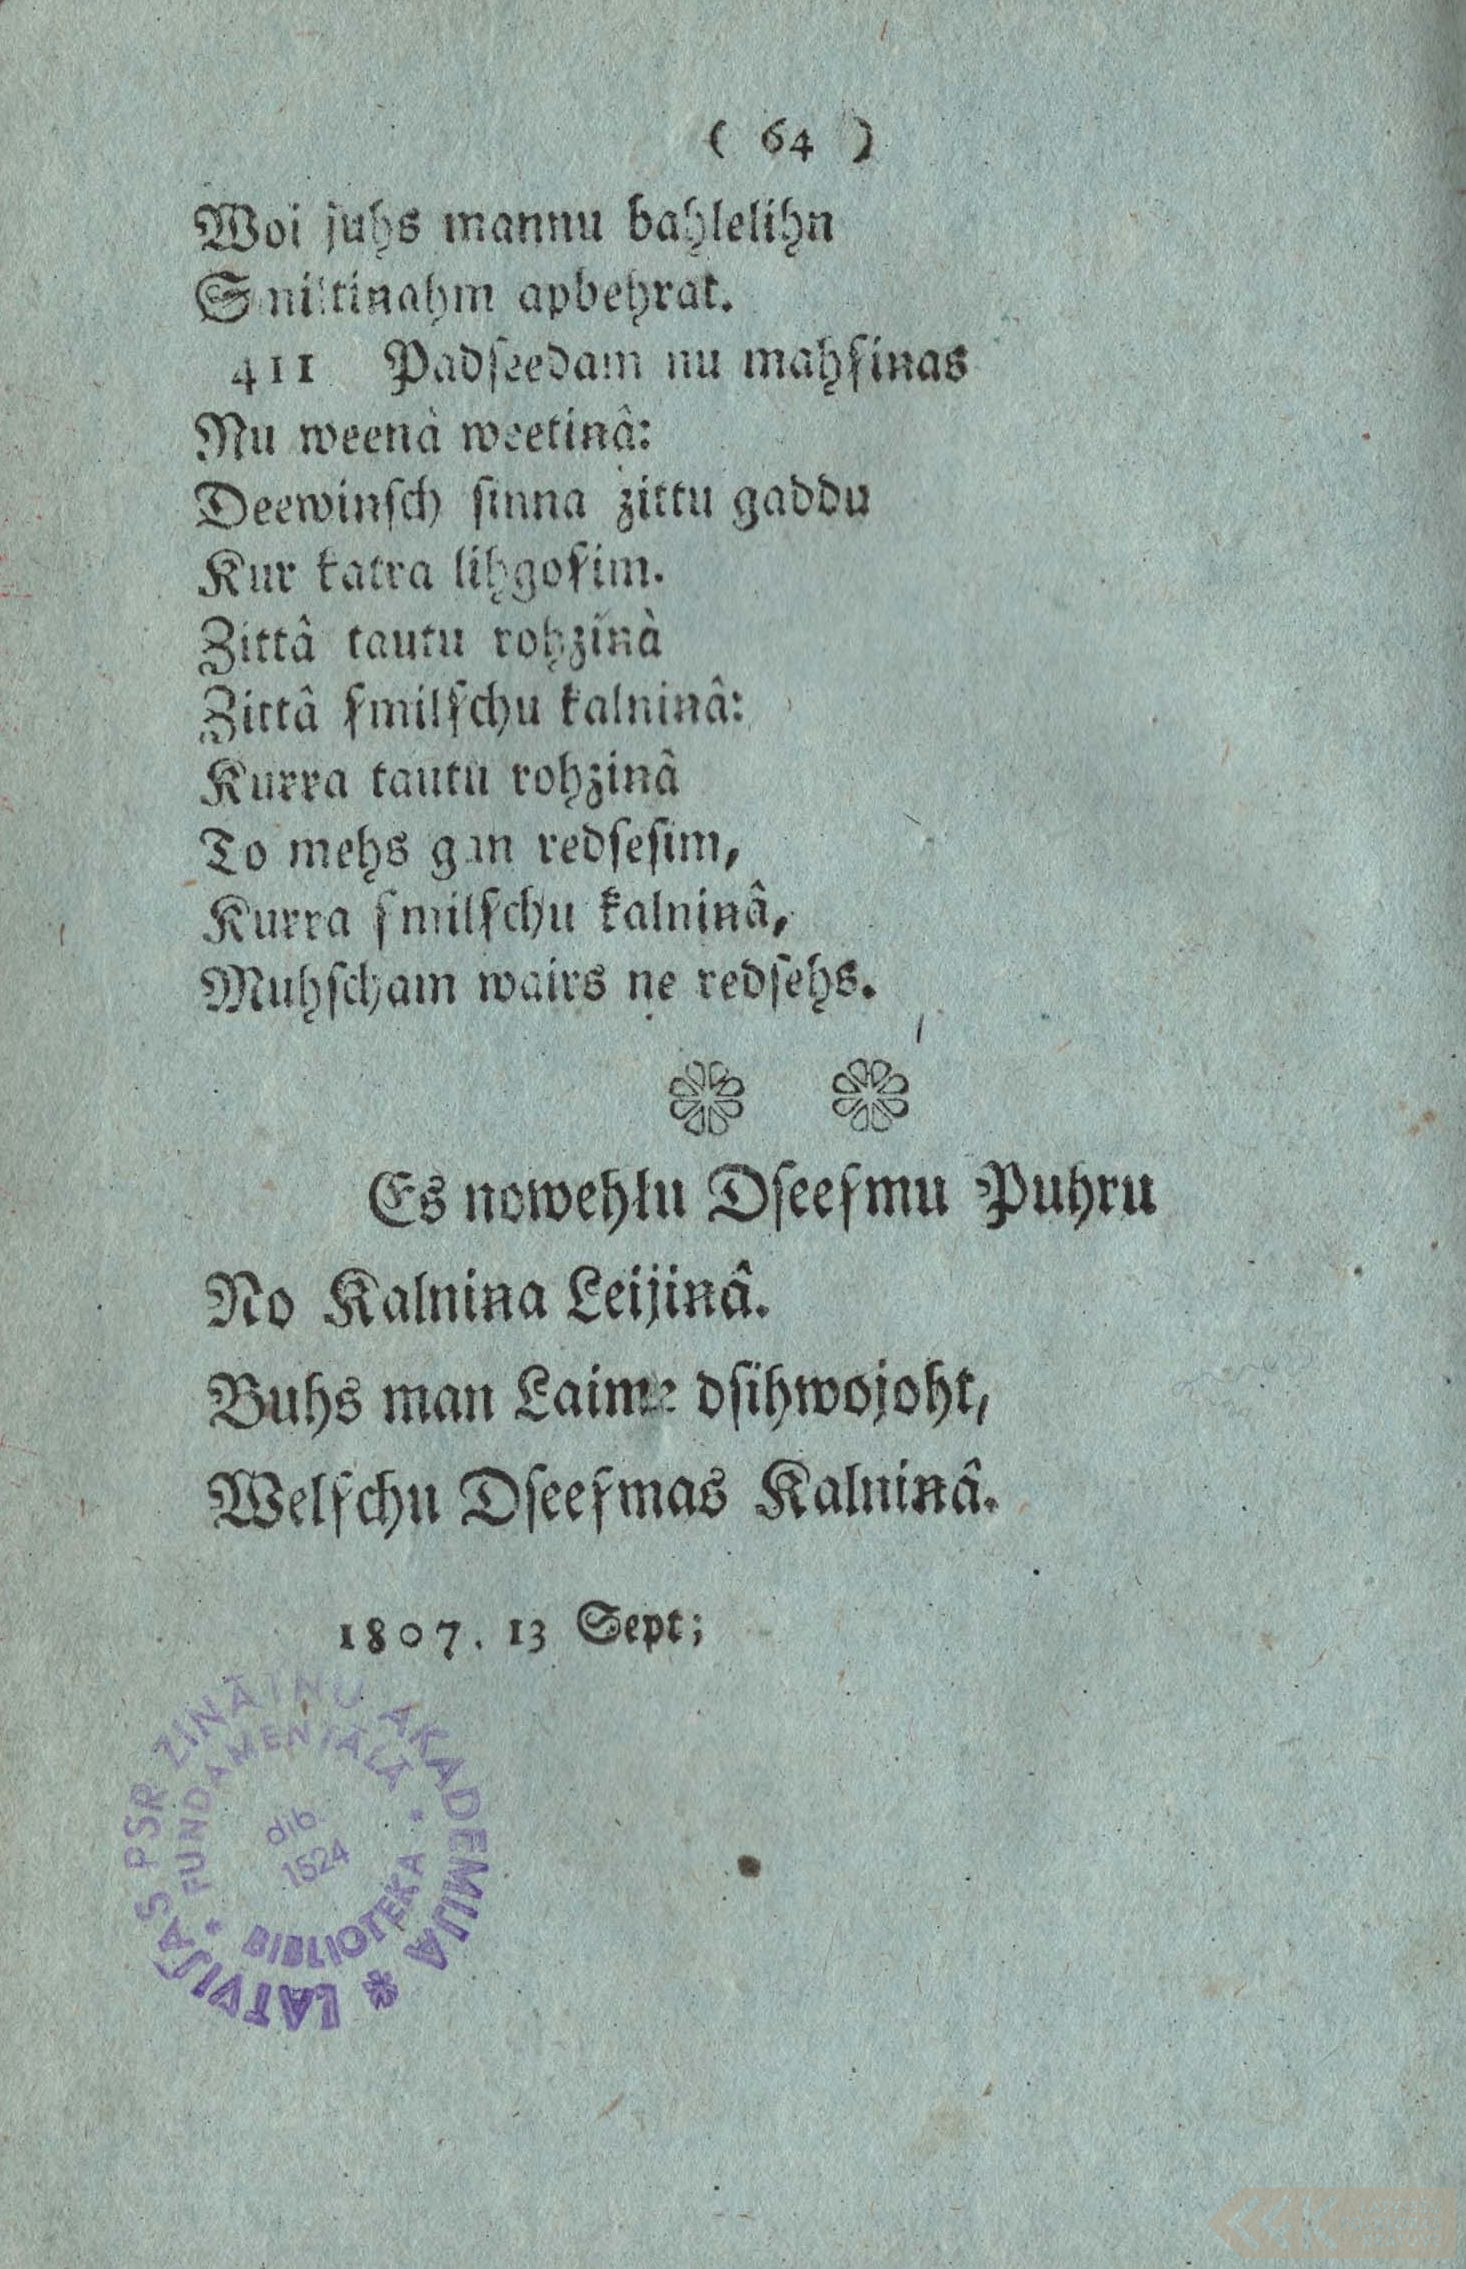 ( 64 )
Woi juhs mannu bahlelihn
Smiltinahm apbehrat.
411 Padſeedam nu mahſinas
Nu weenà weetinâ:
Deewinſch ſinna zittu gaddu
Kur katra lihgoſim.
Zittâ tautu rohzinà
Zittâ ſmilſchu kalninâ:
Kurra tautu rohzinâ
To mehs gan redſeſim,
Kurra ſmilſchu kalninâ,
Muhſcham wairs ne redſehs.
Es nowehlu Dſeeſmu Puhru
No Kalnina Leijinâ.
Buhs man Laime dſihwojoht,
Welſchu Dſeeſmas Kalninâ.
1807. 13 Sept;
LATVIJAS PSR ZINĀTŅU AKADEMIJA
FUNDAMENTĀLĀ
BIBLIOTEKA
dib.
1524